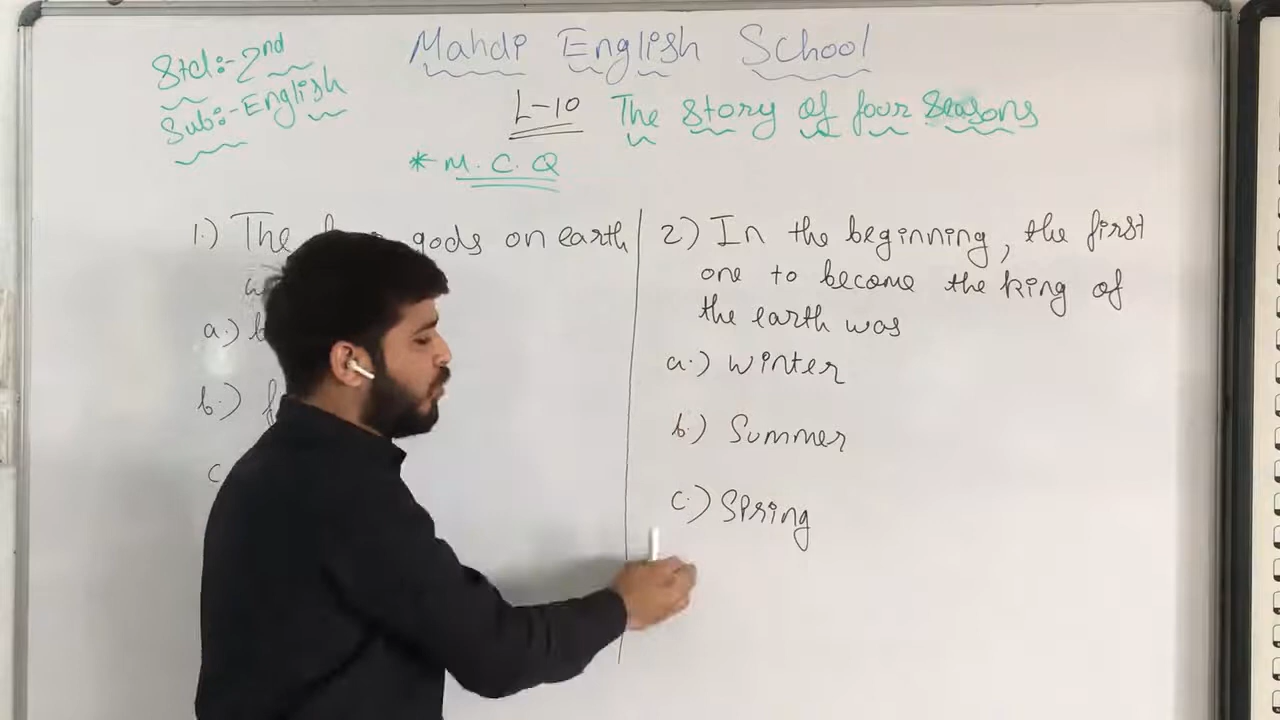 Mahdi English School
Std:- 2nd
Sub:- English
L-10 The Story of four Seasons
* M. C. Q
1.) The gods on earth
a.)
b.)
c
2) In the beginning, the first
one to become the king of
the earth was
a.) Winter
b.) Summer
c.) Spring